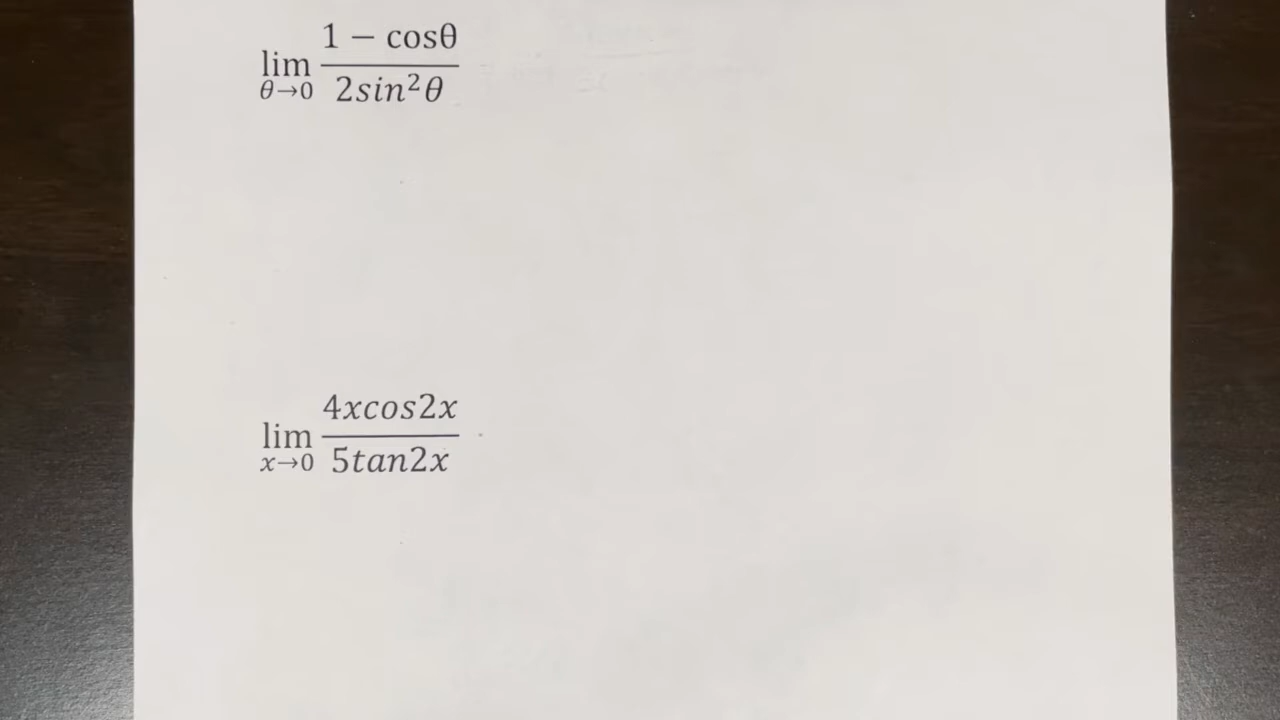 lim θ→0 1 − cosθ / 2sin²θ
lim x→0 4xcos2x / 5tan2x